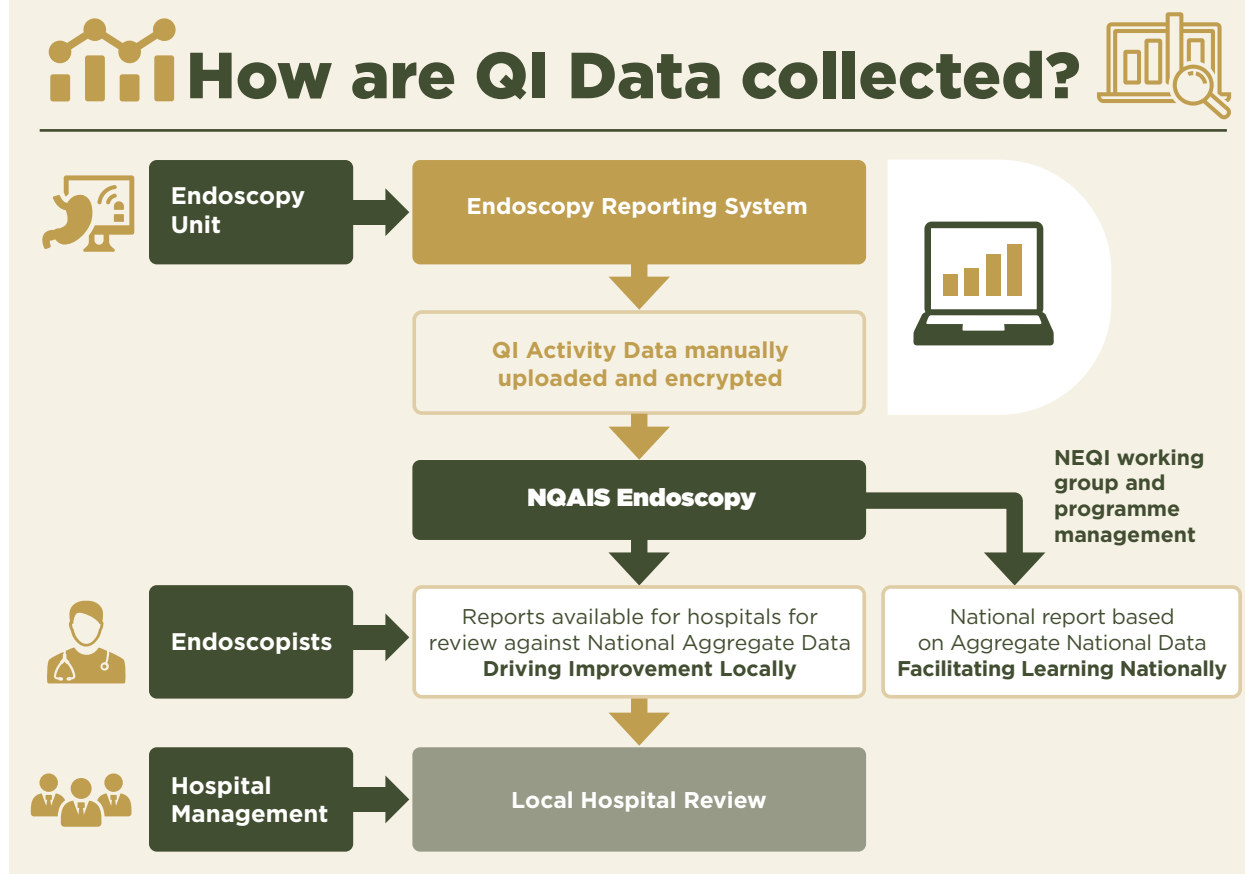 How are QI Data collected?
Endoscopy
Unit
Endoscopy Reporting System
QI Activity Data manually
uploaded and encrypted
NQAIS Endoscopy
NEQI working
group and
programme
management
Endoscopists
Reports available for hospitals for
review against National Aggregate Data
Driving Improvement Locally
National report based
on Aggregate National Data
Facilitating Learning Nationally
Hospital
Management
Local Hospital Review